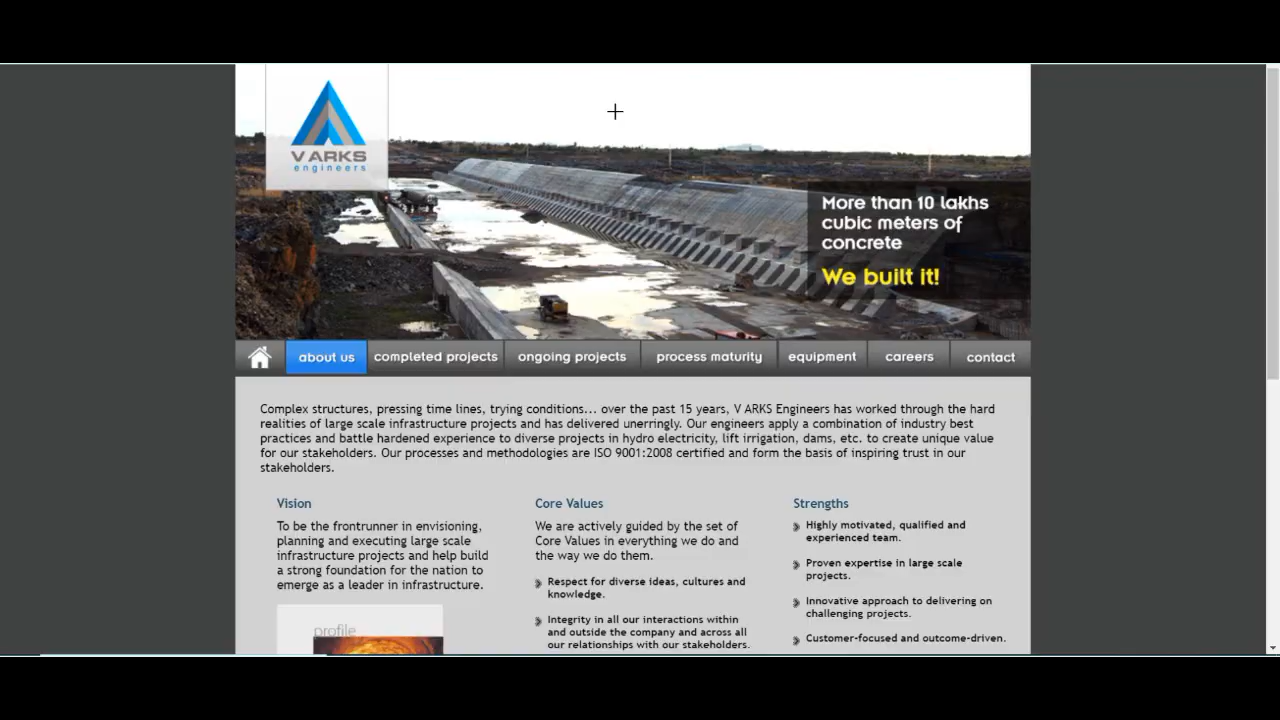 V ARKS
engineers
More than 10 lakhs
cubic meters of
concrete
We built it!
about us
completed projects
ongoing projects
process maturity
equipment
careers
contact
Complex structures, pressing time lines, trying conditions... over the past 15 years, V ARKS Engineers has worked through the hard
realities of large scale infrastructure projects and has delivered unerringly. Our engineers apply a combination of industry best
practices and battle hardened experience to diverse projects in hydro electricity, lift irrigation, dams, etc. to create unique value
for our stakeholders. Our processes and methodologies are ISO 9001:2008 certified and form the basis of inspiring trust in our
stakeholders.
Vision
To be the frontrunner in envisioning,
planning and executing large scale
infrastructure projects and help build
a strong foundation for the nation to
emerge as a leader in infrastructure.
profile
Core Values
We are actively guided by the set of
Core Values in everything we do and
the way we do them.
Respect for diverse ideas, cultures and
knowledge.
Integrity in all our interactions within
and outside the company and across all
our relationships with our stakeholders.
Strengths
Highly motivated, qualified and
experienced team.
Proven expertise in large scale
projects.
Innovative approach to delivering on
challenging projects.
Customer-focused and outcome-driven.